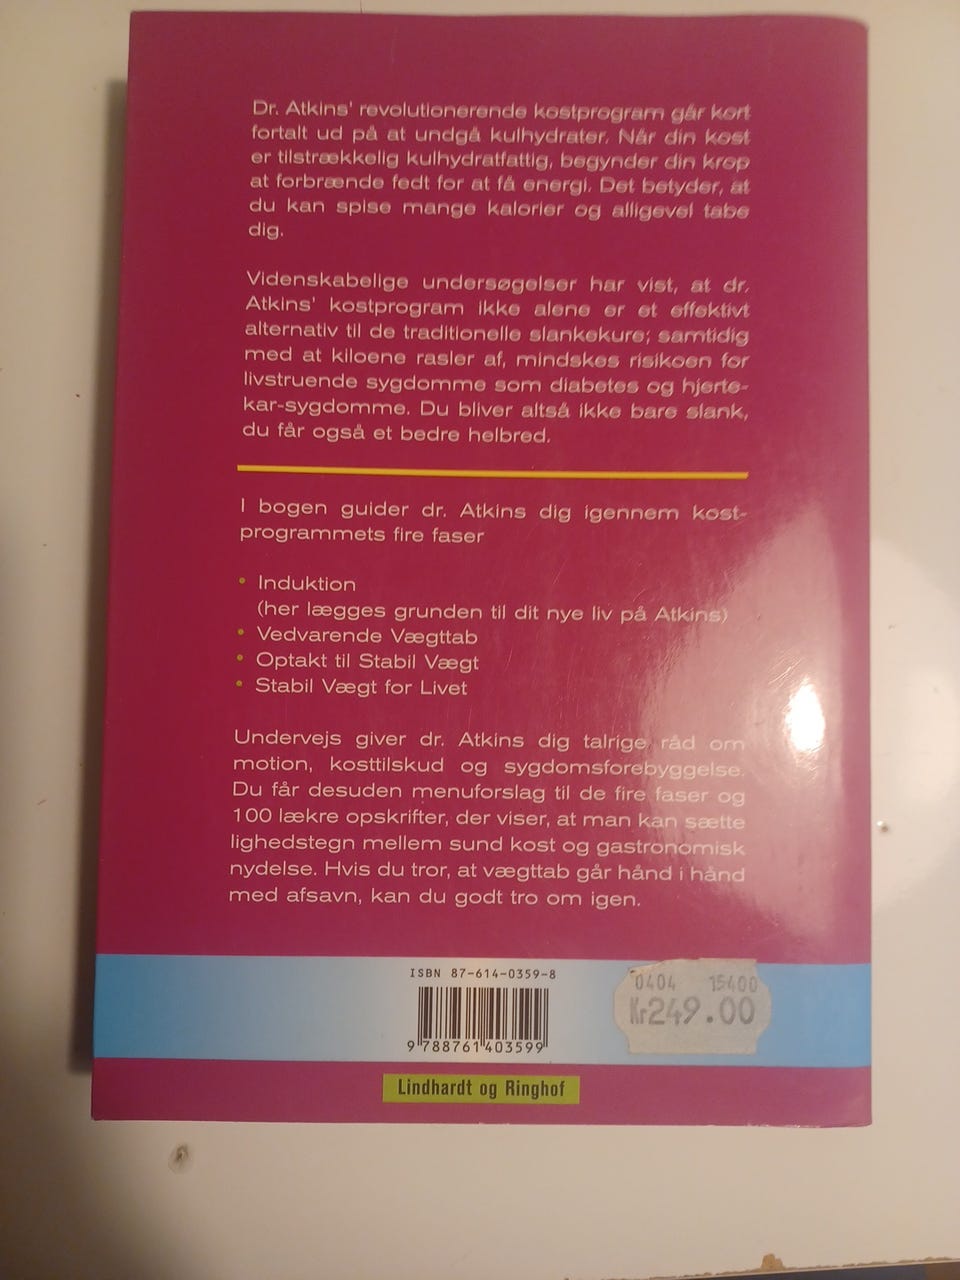 Dr. Atkins' revolutionerende kostprogram går kort
fortalt ud på at undgå kulhydrater. Når din kost
er tilstrækkelig kulhydratfattig, begynder din krop
at forbrænde fedt for at få energi. Det betyder, at
du kan spise mange kalorier og alligevel tabe
dig.
Videnskabelige undersøgelser har vist, at dr.
Atkins' kostprogram ikke alene er et effektivt
alternativ til de traditionelle slankekure; samtidig
med at kiloene rasler af, mindskes risikoen for
livstruende sygdomme som diabetes og hjerte-
kar-sygdomme. Du bliver altså ikke bare slank,
du får også et bedre helbred.
I bogen guider dr. Atkins dig igennem kost-
programmets fire faser
• Induktion
(her lægges grunden til dit nye liv på Atkins)
• Vedvarende Vægttab
• Optakt til Stabil Vægt
• Stabil Vægt for Livet
Undervejs giver dr. Atkins dig talrige råd om
motion, kosttilskud og sygdomsforebyggelse.
Du får desuden menuforslag til de fire faser og
100 lækre opskrifter, der viser, at man kan sætte
lighedstegn mellem sund kost og gastronomisk
nydelse. Hvis du tror, at vægttab går hånd i hånd
med afsavn, kan du godt tro om igen.
ISBN 87-614-0359-8
9 788761 403599
0404 15400
Kr249.00
Lindhardt og Ringhof